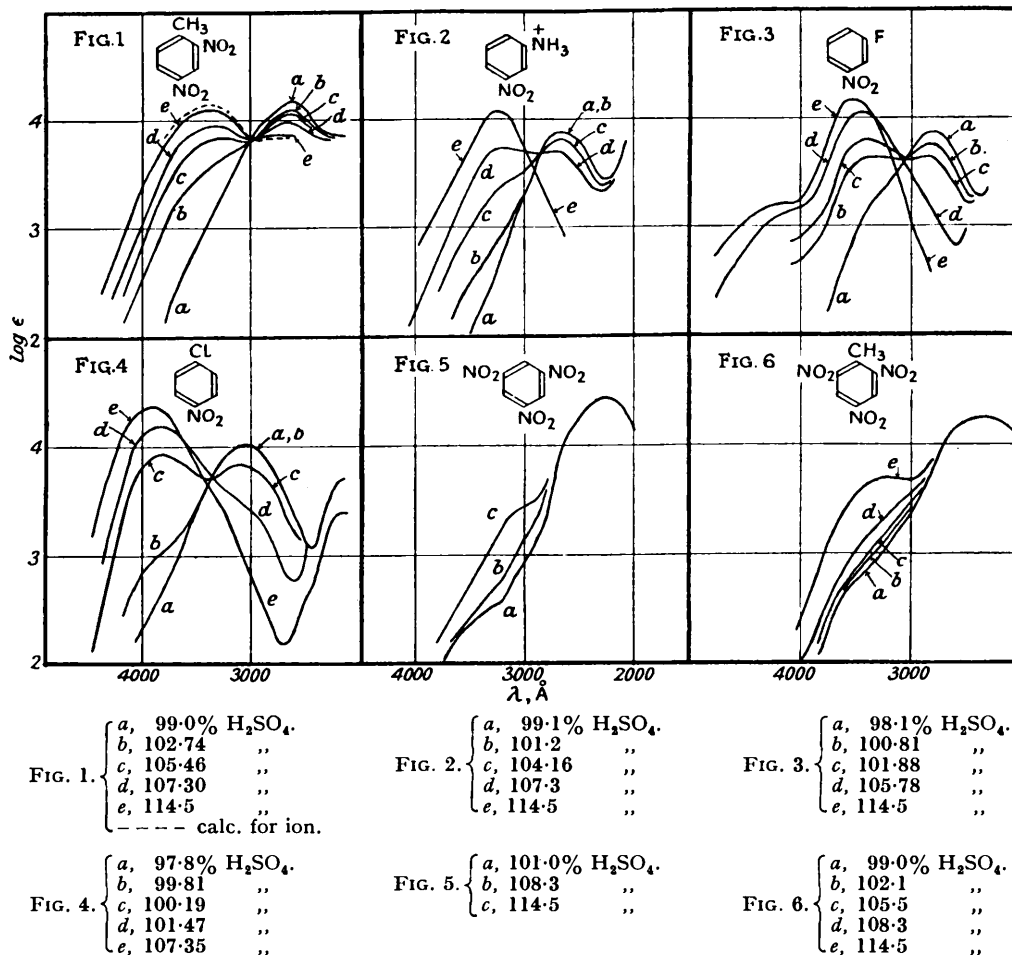 FIG.1
CH3
NO2
NO2
a
b
c
d
e
e
d
c
b
a
FIG.2
+
NH3
NO2
a,b
c
d
e
d
c
b
a
e
FIG.3
F
NO2
e
d
c
b
a
a
b.
c
d
e
4
3
2
log ϵ
FIG.4
CL
NO2
e
d
c
b
a
a,b
c
d
e
FIG.5
NO2
NO2
NO2
c
b
a
FIG.6
CH3
NO2
NO2
NO2
e
d
c
b
a
4
3
2
4000 3000
4000 3000 2000
4000 3000
λ, Å
FIG. 1.
a, 99·0% H2SO4.
b, 102·74 ,,
c, 105·46 ,,
d, 107·30 ,,
e, 114·5 ,,
---- calc. for ion.
FIG. 2.
a, 99·1% H2SO4.
b, 101·2 ,,
c, 104·16 ,,
d, 107·3 ,,
e, 114·5 ,,
FIG. 3.
a, 98·1% H2SO4.
b, 100·81 ,,
c, 101·88 ,,
d, 105·78 ,,
e, 114·5 ,,
FIG. 4.
a, 97·8% H2SO4.
b, 99·81 ,,
c, 100·19 ,,
d, 101·47 ,,
e, 107·35 ,,
FIG. 5.
a, 101·0% H2SO4.
b, 108·3 ,,
c, 114·5 ,,
FIG. 6.
a, 99·0% H2SO4.
b, 102·1 ,,
c, 105·5 ,,
d, 108·3 ,,
e, 114·5 ,,